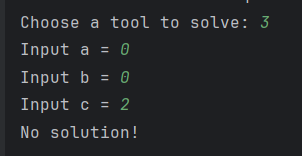 Choose a tool to solve: 3
Input a = 0
Input b = 0
Input c = 2
No solution!